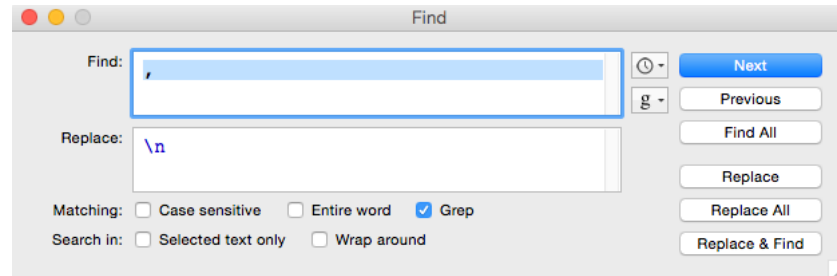 Find
Find:
,
Next
g
Previous
Find All
Replace:
\n
Replace
Matching:
Case sensitive
Entire word
Grep
Replace All
Search in:
Selected text only
Wrap around
Replace & Find